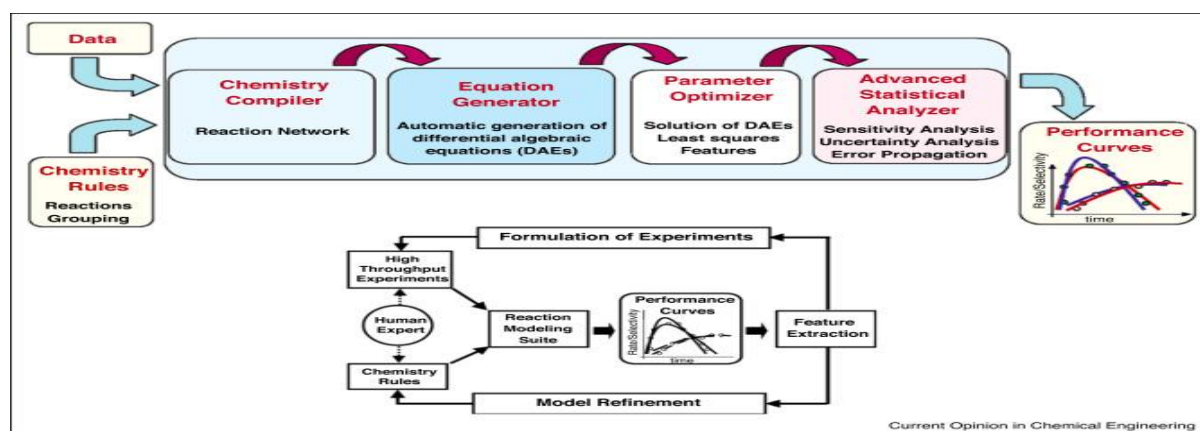 Data
Chemistry
Compiler
Reaction Network
Equation
Generator
Automatic generation of
differential algebraic
equations (DAEs)
Parameter
Optimizer
Solution of DAEs
Least squares
Features
Advanced
Statistical
Analyzer
Sensitivity Analysis
Uncertainty Analysis
Error Propagation
Chemistry
Rules
Reactions
Grouping
Performance
Curves
Rate/Selectivity
time
Formulation of Experiments
High
Throughput
Experiments
Human
Expert
Chemistry
Rules
Reaction
Modeling
Suite
Performance
Curves
Rate/Selectivity
time
Feature
Extraction
Model Refinement
Current Opinion in Chemical Engineering